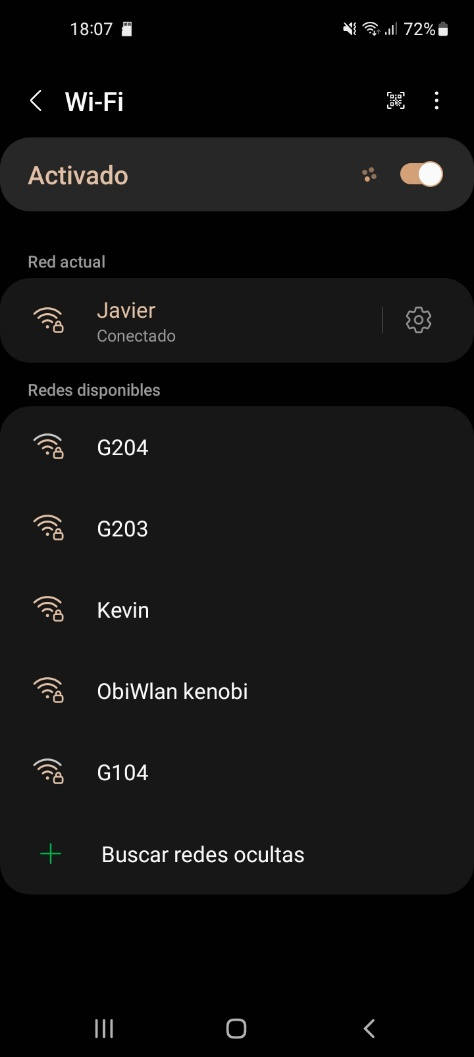 18:07 72%
Wi-Fi
Activado
Red actual
Javier
Conectado
Redes disponibles
G204
G203
Kevin
ObiWlan kenobi
G104
Buscar redes ocultas